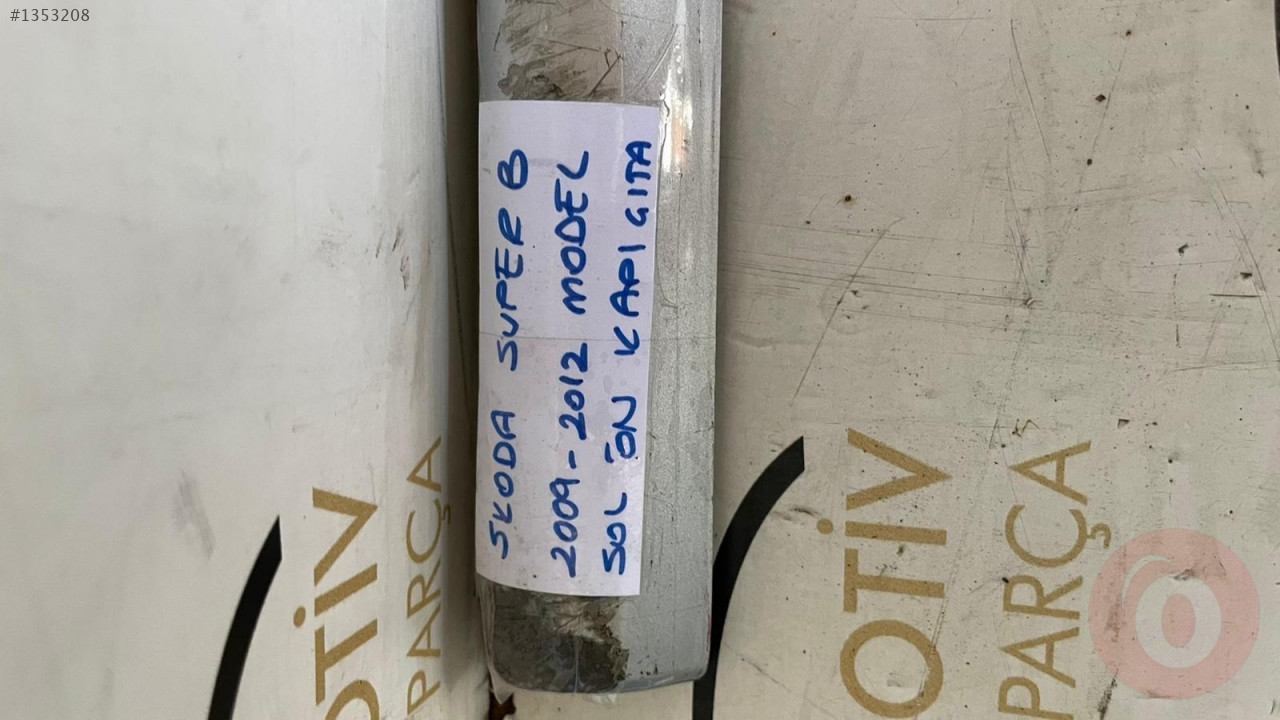 #1353208
SKODA SUPER B
2009-2012 MODEL
SOL ÖN KAPI GITA
OTİV
PARÇA
OTİV
PARÇA